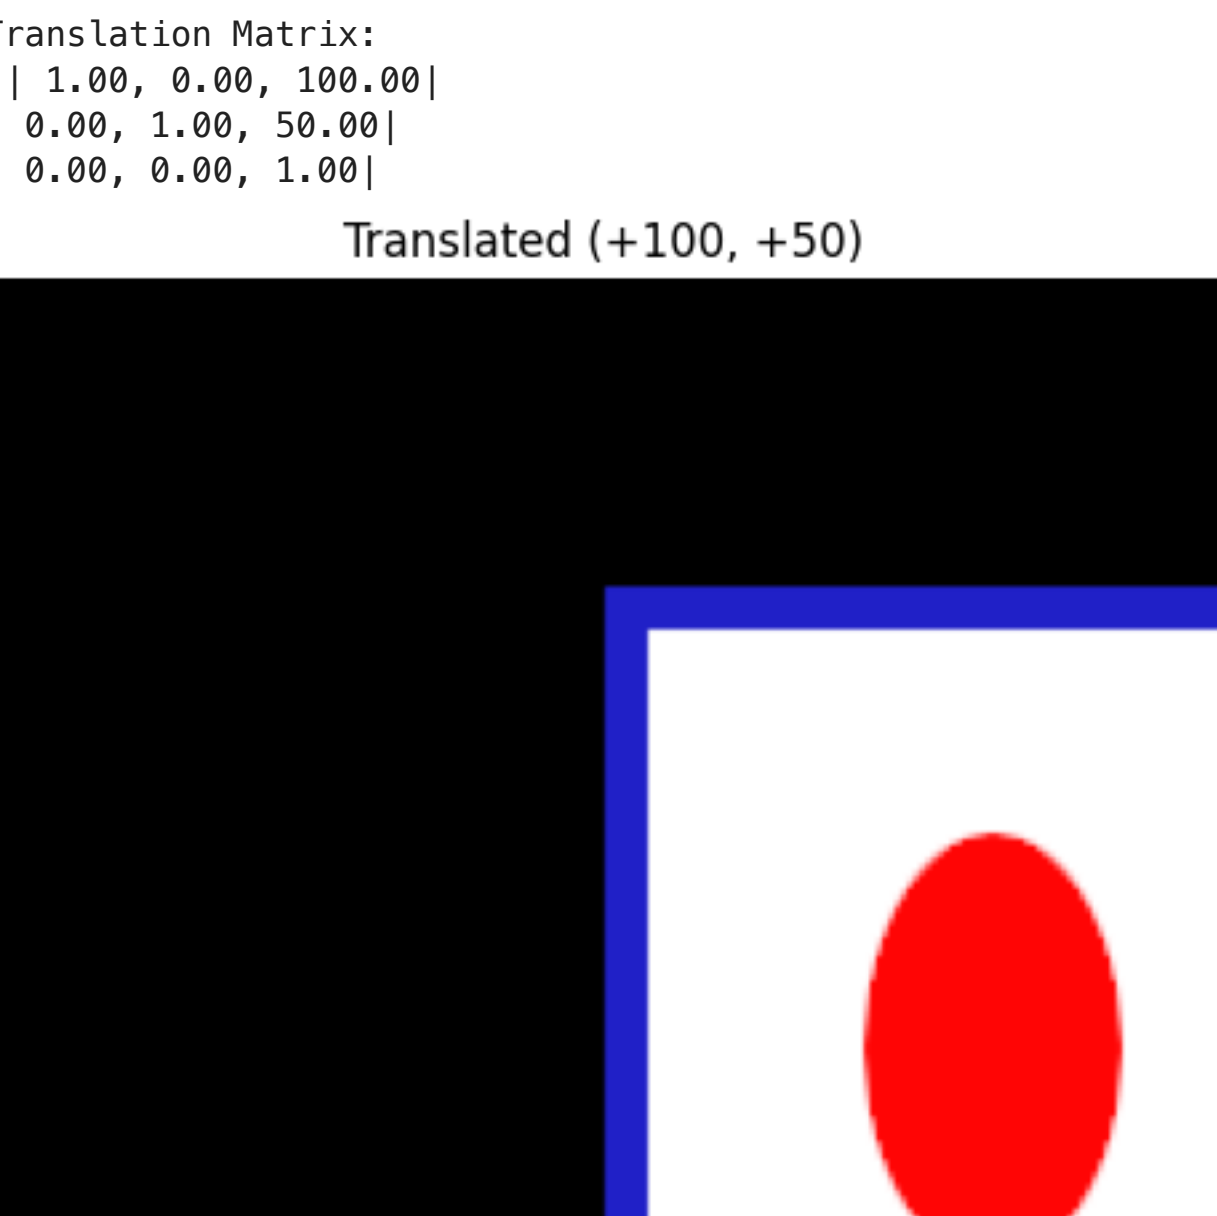 Translation Matrix:
| 1.00, 0.00, 100.00|
0.00, 1.00, 50.00|
0.00, 0.00, 1.00|
Translated (+100, +50)